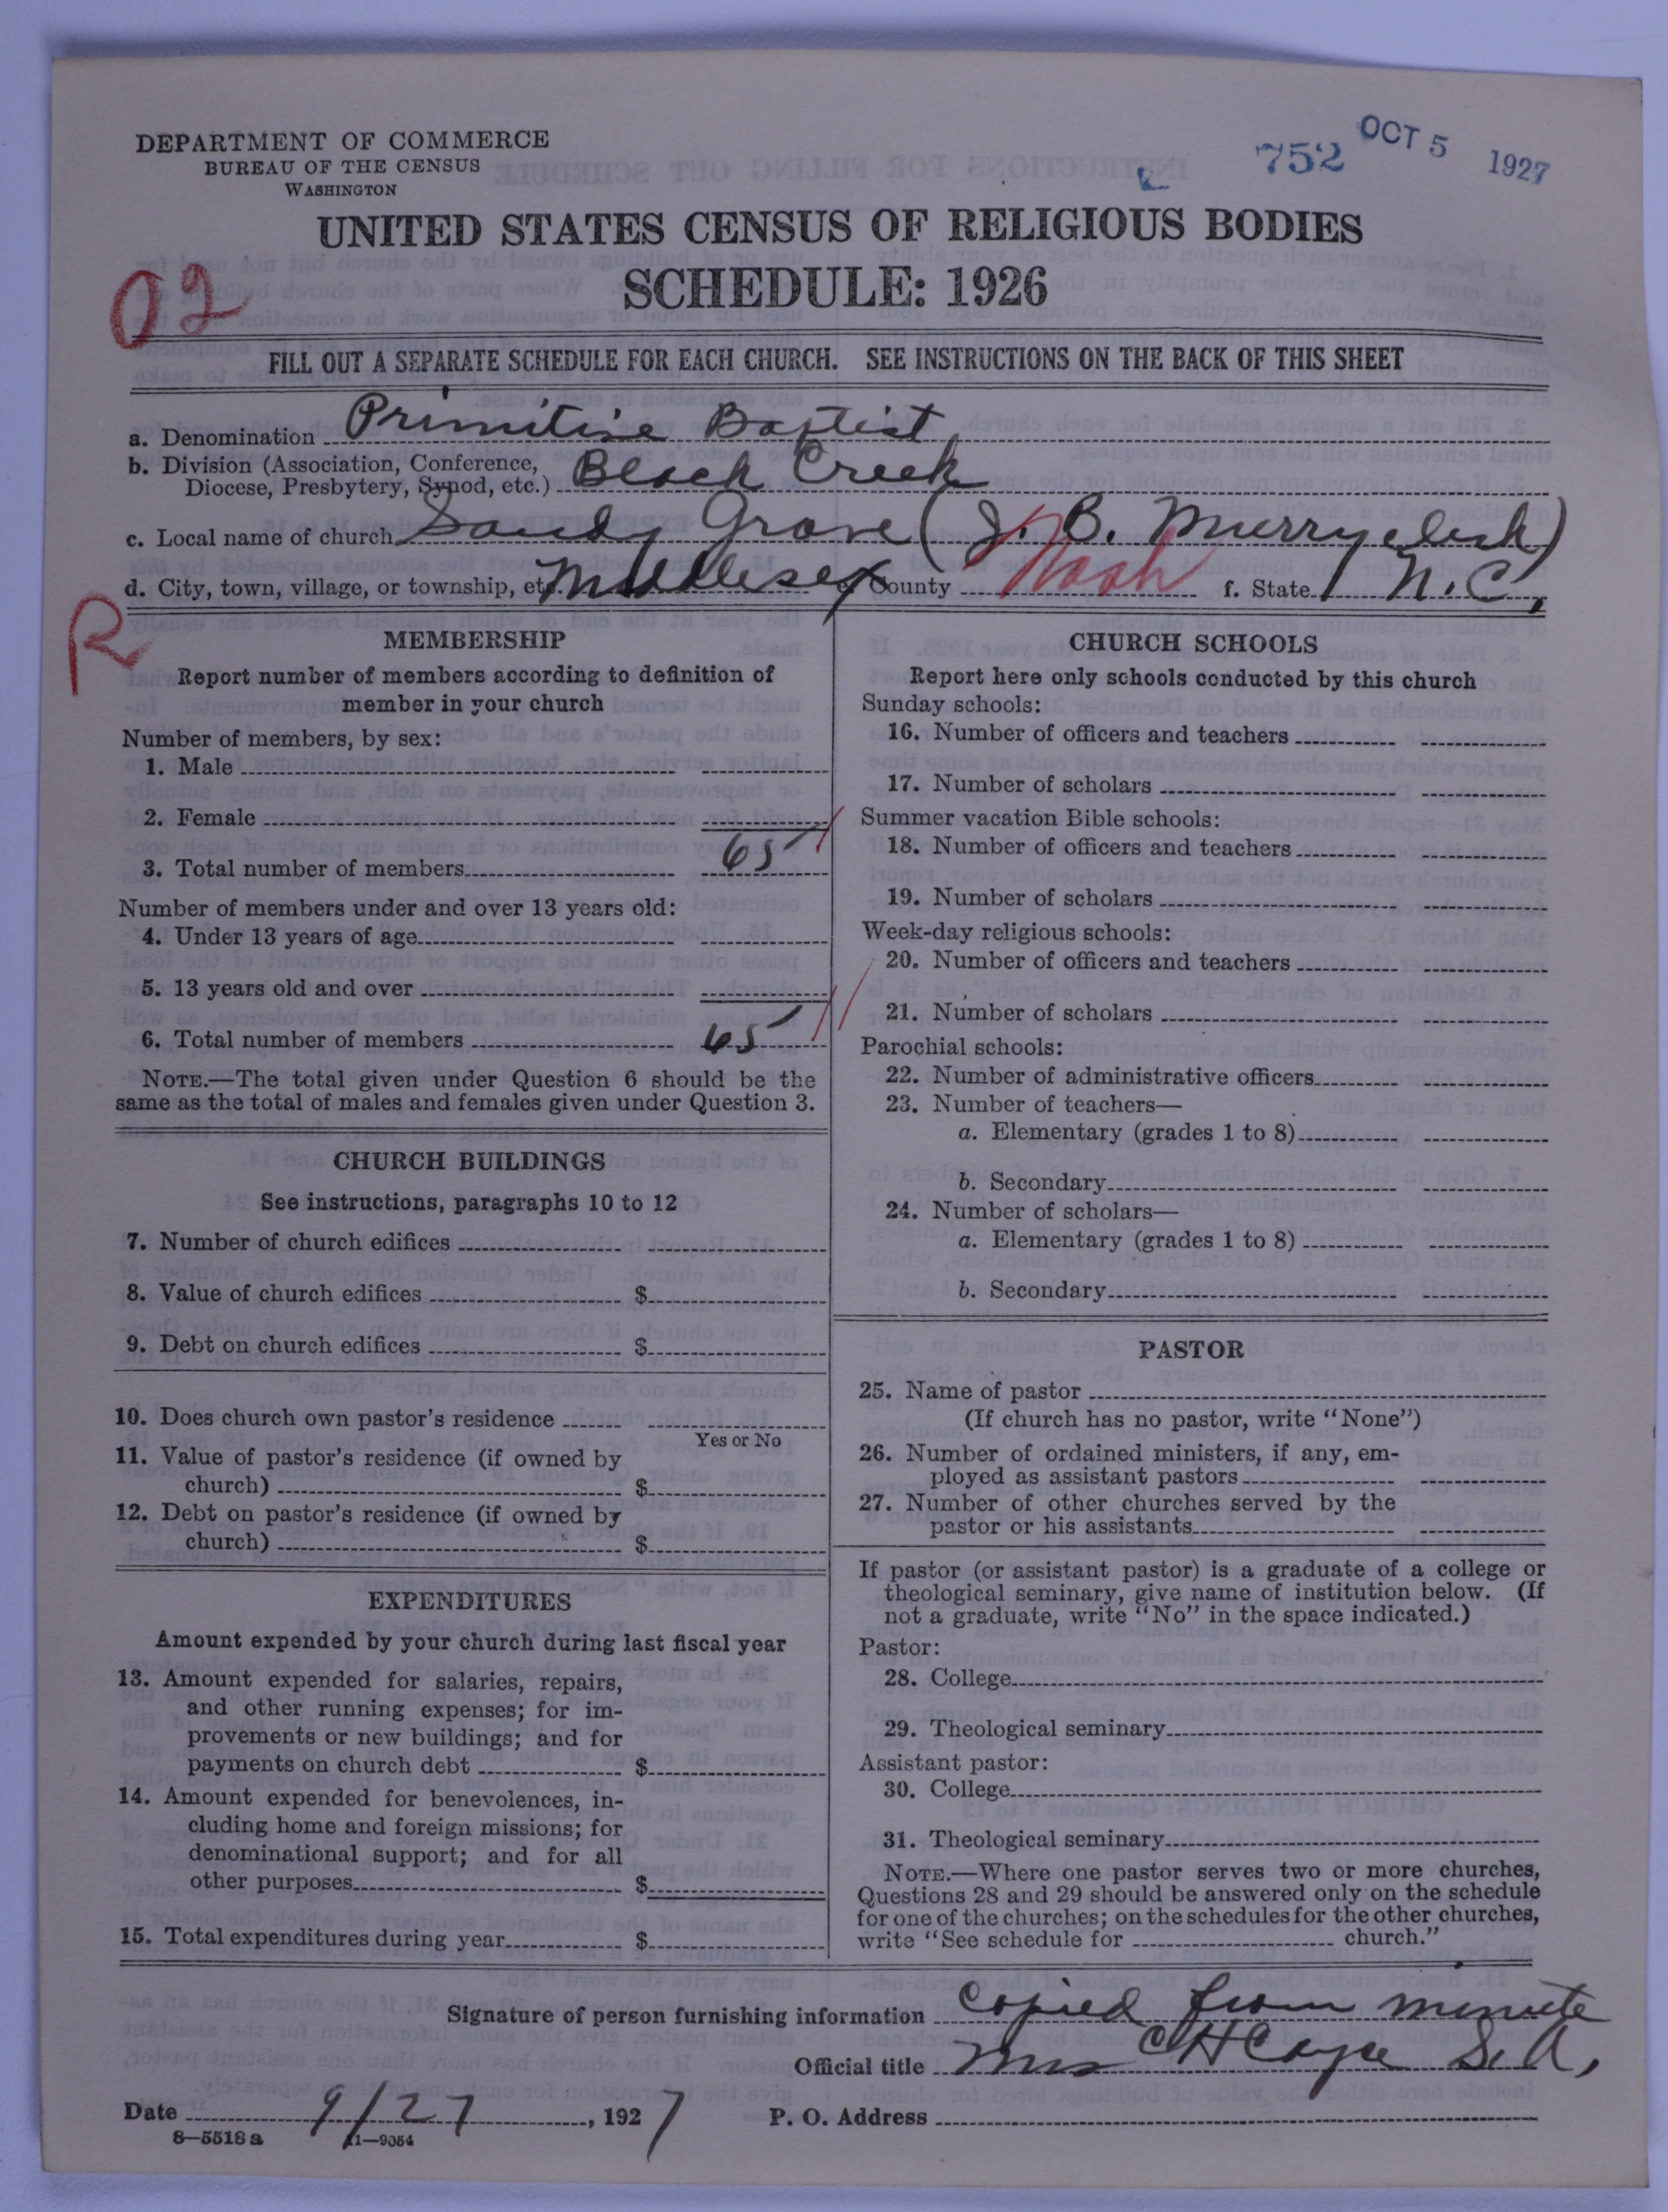 DEPARTMENT OF COMMERCE
BUREAU OF THE CENSUS
WASHINGTON
752 OCT 5 1927
UNITED STATES CENSUS OF RELIGIOUS BODIES
SCHEDULE: 1926
02
FILL OUT A SEPARATE SCHEDULE FOR EACH CHURCH. SEE INSTRUCTIONS ON THE BACK OF THIS SHEET
a. Denomination Primitive Baptist
b. Division (Association, Conference, Diocese, Presbytery, Synod, etc.) Black Creek
c. Local name of church Sandy Grove (J. B. Murry clerk)
d. City, town, village, or township, etc. Middlesex e. County Nash f. State N.C.
R
MEMBERSHIP
Report number of members according to definition of
member in your church
Number of members, by sex:
1. Male
2. Female
3. Total number of members 65
Number of members under and over 13 years old:
4. Under 13 years of age
5. 13 years old and over
6. Total number of members 65
NOTE.—The total given under Question 6 should be the
same as the total of males and females given under Question 3.
CHURCH BUILDINGS
See instructions, paragraphs 10 to 12
7. Number of church edifices
8. Value of church edifices $
9. Debt on church edifices $
10. Does church own pastor's residence
Yes or No
11. Value of pastor's residence (if owned by
church) $
12. Debt on pastor's residence (if owned by
church) $
EXPENDITURES
Amount expended by your church during last fiscal year
13. Amount expended for salaries, repairs,
and other running expenses; for im-
provements or new buildings; and for
payments on church debt $
14. Amount expended for benevolences, in-
cluding home and foreign missions; for
denominational support; and for all
other purposes $
15. Total expenditures during year $
CHURCH SCHOOLS
Report here only schools conducted by this church
Sunday schools:
16. Number of officers and teachers
17. Number of scholars
Summer vacation Bible schools:
18. Number of officers and teachers
19. Number of scholars
Week-day religious schools:
20. Number of officers and teachers
21. Number of scholars
Parochial schools:
22. Number of administrative officers
23. Number of teachers—
a. Elementary (grades 1 to 8)
b. Secondary
24. Number of scholars—
a. Elementary (grades 1 to 8)
b. Secondary
PASTOR
25. Name of pastor
(If church has no pastor, write "None")
26. Number of ordained ministers, if any, em-
ployed as assistant pastors
27. Number of other churches served by the
pastor or his assistants
If pastor (or assistant pastor) is a graduate of a college or
theological seminary, give name of institution below. (If
not a graduate, write "No" in the space indicated.)
Pastor:
28. College
29. Theological seminary
Assistant pastor:
30. College
31. Theological seminary
NOTE.—Where one pastor serves two or more churches,
Questions 28 and 29 should be answered only on the schedule
for one of the churches; on the schedules for the other churches,
write "See schedule for church."
Signature of person furnishing information Copied from minute
Official title Mrs C H Cope S. A.
Date 9/27, 1927 P. O. Address
8—5518 a 11—9054